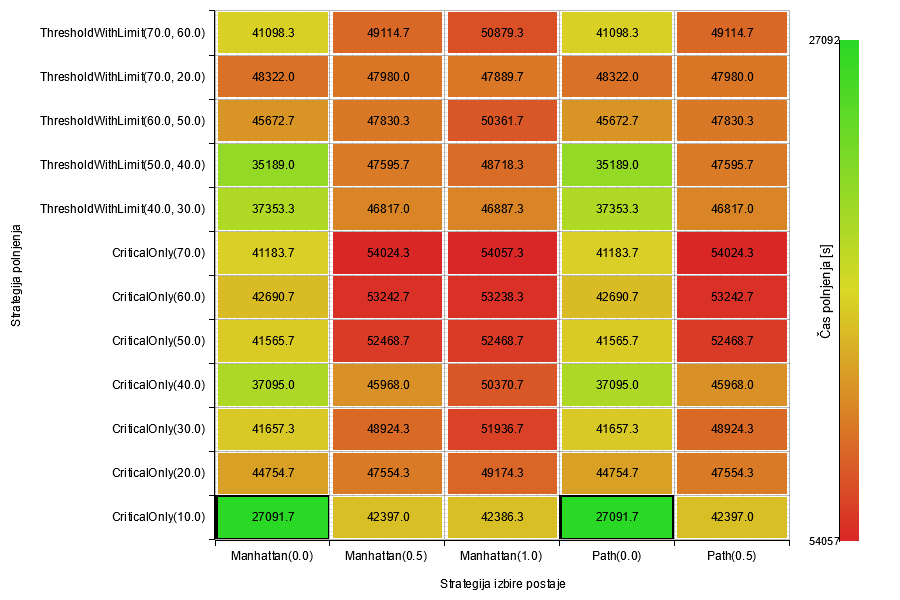 ThresholdWithLimit(70.0, 60.0) 41098.3 49114.7 50879.3 41098.3 49114.7
ThresholdWithLimit(70.0, 20.0) 48322.0 47980.0 47889.7 48322.0 47980.0
ThresholdWithLimit(60.0, 50.0) 45672.7 47830.3 50361.7 45672.7 47830.3
ThresholdWithLimit(50.0, 40.0) 35189.0 47595.7 48718.3 35189.0 47595.7
ThresholdWithLimit(40.0, 30.0) 37353.3 46817.0 46887.3 37353.3 46817.0
CriticalOnly(70.0) 41183.7 54024.3 54057.3 41183.7 54024.3
CriticalOnly(60.0) 42690.7 53242.7 53238.3 42690.7 53242.7
CriticalOnly(50.0) 41565.7 52468.7 52468.7 41565.7 52468.7
CriticalOnly(40.0) 37095.0 45968.0 50370.7 37095.0 45968.0
CriticalOnly(30.0) 41657.3 48924.3 51936.7 41657.3 48924.3
CriticalOnly(20.0) 44754.7 47554.3 49174.3 44754.7 47554.3
CriticalOnly(10.0) 27091.7 42397.0 42386.3 27091.7 42397.0
Manhattan(0.0) Manhattan(0.5) Manhattan(1.0) Path(0.0) Path(0.5)
Strategija izbire postaje
Strategija polnjenja
27092
Čas polnjenja [s]
54057